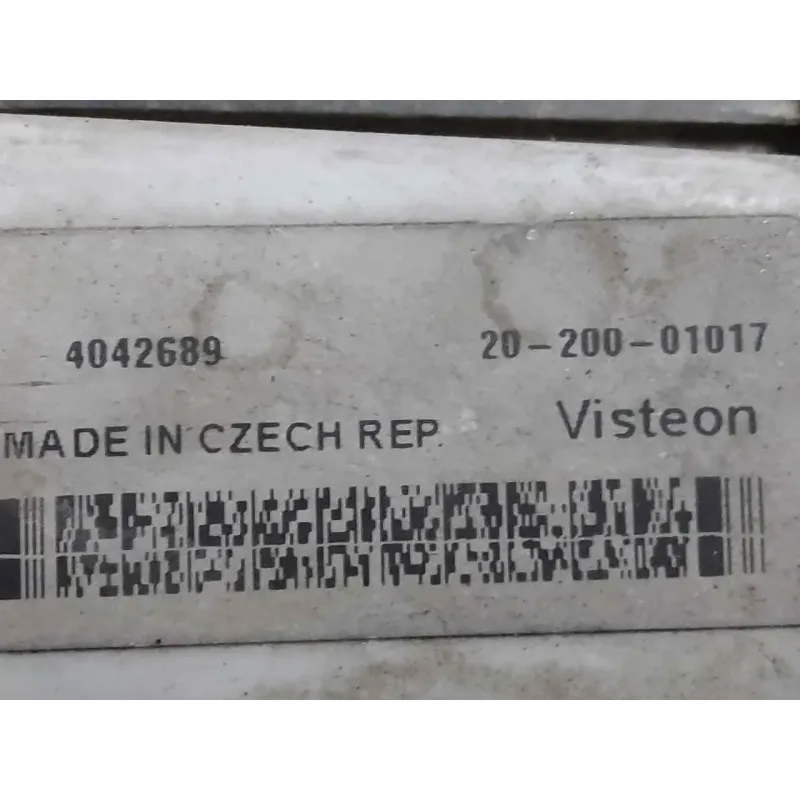 4042689 20-200-01017
MADE IN CZECH REP. Visteon